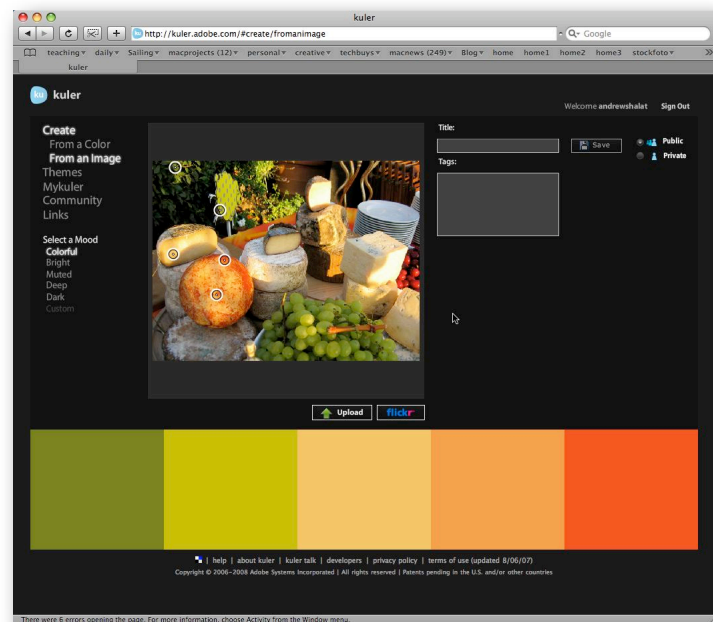 kuler
http://kuler.adobe.com/#create/fromanimage
Google
teaching daily Sailing macprojects (12) personal creative techbuys macnews (249) Blog home home1 home2 home3 stockfoto
kuler
ku kuler
Welcome andrewshalat Sign Out
Create
From a Color
From an Image
Themes
Mykuler
Community
Links
Select a Mood
Colorful
Bright
Muted
Deep
Dark
Custom
Title:
Save
Public
Private
Tags:
Upload
flickr
| help | about kuler | kuler talk | developers | privacy policy | terms of use (updated 8/06/07)
Copyright © 2006-2008 Adobe Systems Incorporated | All rights reserved | Patents pending in the U.S. and/or other countries
There were 6 errors opening the page. For more information, choose Activity from the Window menu.